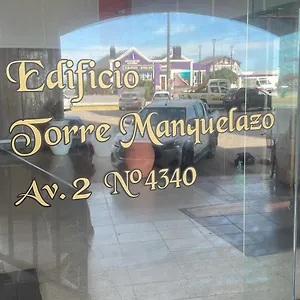 Edificio
Torre Manquelazo
Av. 2 Nº 4340